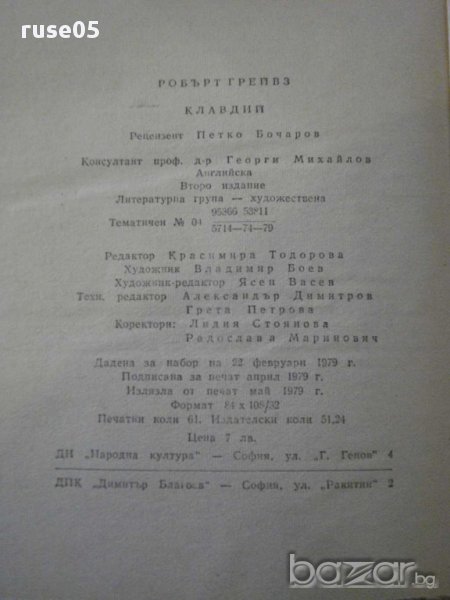 ruse05
РОБЪРТ ГРЕЙВЗ
КЛАВДИЙ
Рецензент Петко Бочаров
Консултант проф. д-р Георги Михайлов
Английска
Второ издание
Литературна група — художествена
Тематичен № 04 95366 53811
5714—74—79
Редактор Красимира Тодорова
Художник Владимир Боев
Художник-редактор Ясен Васев
Техн. редактор Александър Димитров
Грета Петрова
Коректори: Лидия Стоянова
Радослава Маринович
Дадена за набор на 22 февруари 1979 г.
Подписана за печат април 1979 г.
Излязла от печат май 1979 г.
Формат 84 х 108/32
Печатни коли 61. Издателски коли 51,24
Цена 7 лв.
ДИ „Народна култура“ — София, ул. „Г. Генов“ 4
ДПК „Димитър Благоев“ — София, ул. „Ракитин“ 2
bazar.bg